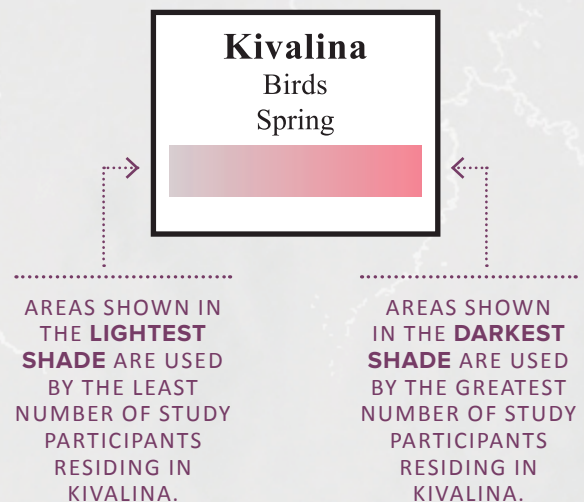 Kivalina
Birds
Spring
AREAS SHOWN IN
THE LIGHTEST
SHADE ARE USED
BY THE LEAST
NUMBER OF STUDY
PARTICIPANTS
RESIDING IN
KIVALINA.
AREAS SHOWN
IN THE DARKEST
SHADE ARE USED
BY THE GREATEST
NUMBER OF STUDY
PARTICIPANTS
RESIDING IN
KIVALINA.